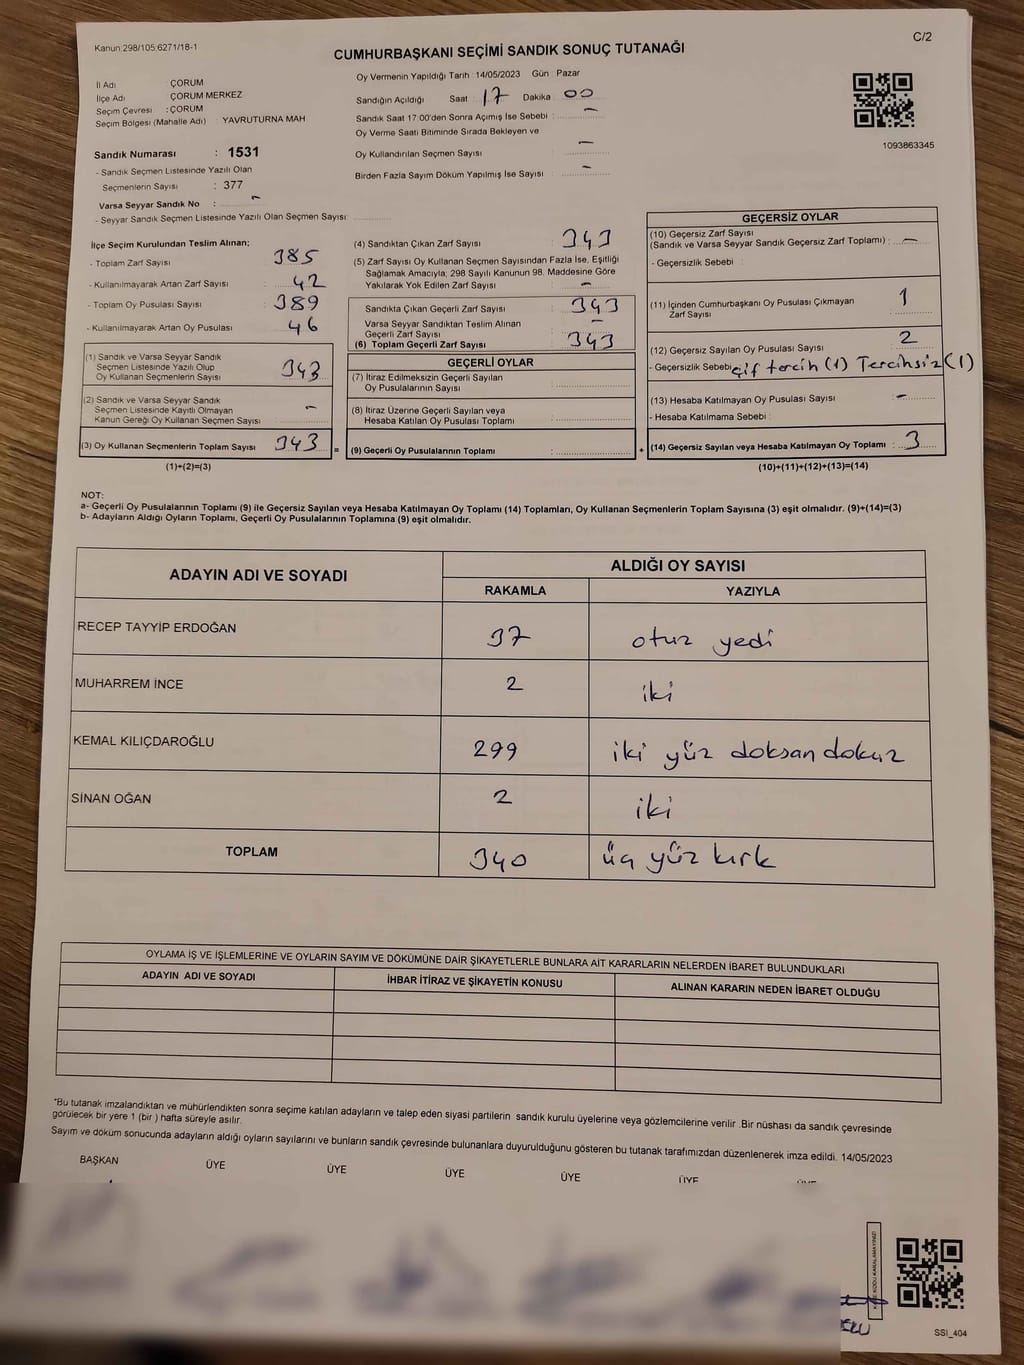 Kanun:298/105;6271/18-1
C/2
CUMHURBAŞKANI SEÇİMİ SANDIK SONUÇ TUTANAĞI
İl Adı : ÇORUM
İlçe Adı : ÇORUM MERKEZ
Seçim Çevresi : ÇORUM
Seçim Bölgesi (Mahalle Adı) : YAVRUTURNA MAH
Sandık Numarası : 1531
- Sandık Seçmen Listesinde Yazılı Olan
Seçmenlerin Sayısı : 377
Varsa Seyyar Sandık No : -
- Seyyar Sandık Seçmen Listesinde Yazılı Olan Seçmen Sayısı:
Oy Vermenin Yapıldığı Tarih :14/05/2023 Gün : Pazar
Sandığın Açıldığı Saat : 17 Dakika : 00
Sandık Saat 17:00'den Sonra Açımış İse Sebebi : -
Oy Verme Saati Bitiminde Sırada Bekleyen ve
Oy Kullandırılan Seçmen Sayısı : -
Birden Fazla Sayım Döküm Yapılmış İse Sayısı : -
1093863345
İlçe Seçim Kurulundan Teslim Alınan;
- Toplam Zarf Sayısı : 385
- Kullanılmayarak Artan Zarf Sayısı : 42
- Toplam Oy Pusulası Sayısı : 389
- Kullanılmayarak Artan Oy Pusulası : 46
(1) Sandık ve Varsa Seyyar Sandık
Seçmen Listesinde Yazılı Olup
Oy Kullanan Seçmenlerin Sayısı : 343
(2) Sandık ve Varsa Seyyar Sandık
Seçmen Listesinde Kayıtlı Olmayan
Kanun Gereği Oy Kullanan Seçmen Sayısı : -
(3) Oy Kullanan Seçmenlerin Toplam Sayısı : 343 =
(1)+(2)=(3)
(4) Sandıktan Çıkan Zarf Sayısı : 343
(5) Zarf Sayısı Oy Kullanan Seçmen Sayısından Fazla İse, Eşitliği
Sağlamak Amacıyla; 298 Sayılı Kanunun 98. Maddesine Göre
Yakılarak Yok Edilen Zarf Sayısı : -
Sandıkta Çıkan Geçerli Zarf Sayısı : 343
Varsa Seyyar Sandıktan Teslim Alınan
Geçerli Zarf Sayısı : -
(6) Toplam Geçerli Zarf Sayısı : 343
GEÇERLİ OYLAR
(7) İtiraz Edilmeksizin Geçerli Sayılan
Oy Pusulalarının Sayısı :
(8) İtiraz Üzerine Geçerli Sayılan veya
Hesaba Katılan Oy Pusulası Toplamı :
(9) Geçerli Oy Pusulalarının Toplamı : +
GEÇERSİZ OYLAR
(10) Geçersiz Zarf Sayısı
(Sandık ve Varsa Seyyar Sandık Geçersiz Zarf Toplamı) : -
- Geçersizlik Sebebi :
(11) İçinden Cumhurbaşkanı Oy Pusulası Çıkmayan
Zarf Sayısı : 1
(12) Geçersiz Sayılan Oy Pusulası Sayısı : 2
- Geçersizlik Sebebi : çif tercih (1) Tercihsiz (1)
(13) Hesaba Katılmayan Oy Pusulası Sayısı : -
- Hesaba Katılmama Sebebi :
(14) Geçersiz Sayılan veya Hesaba Katılmayan Oy Toplamı : 3
(10)+(11)+(12)+(13)=(14)
NOT:
a- Geçerli Oy Pusulalarının Toplamı (9) ile Geçersiz Sayılan veya Hesaba Katılmayan Oy Toplamı (14) Toplamları, Oy Kullanan Seçmenlerin Toplam Sayısına (3) eşit olmalıdır. (9)+(14)=(3)
b- Adayların Aldığı Oyların Toplamı, Geçerli Oy Pusulalarının Toplamına (9) eşit olmalıdır.
ADAYIN ADI VE SOYADI
ALDIĞI OY SAYISI
RAKAMLA YAZIYLA
RECEP TAYYİP ERDOĞAN 37 otuz yedi
MUHARREM İNCE 2 iki
KEMAL KILIÇDAROĞLU 299 iki yüz doksan dokuz
SİNAN OĞAN 2 iki
TOPLAM 340 üç yüz kırk
OYLAMA İŞ VE İŞLEMLERİNE VE OYLARIN SAYIM VE DÖKÜMÜNE DAİR ŞİKAYETLERLE BUNLARA AİT KARARLARIN NELERDEN İBARET BULUNDUKLARI
ADAYIN ADI VE SOYADI İHBAR İTİRAZ VE ŞİKAYETİN KONUSU ALINAN KARARIN NEDEN İBARET OLDUĞU
*Bu tutanak imzalandıktan ve mühürlendikten sonra seçime katılan adayların ve talep eden siyasi partilerin sandık kurulu üyelerine veya gözlemcilerine verilir .Bir nüshası da sandık çevresinde
görülecek bir yere 1 (bir ) hafta süreyle asılır.
Sayım ve döküm sonucunda adayların aldığı oyların sayılarını ve bunların sandık çevresinde bulunanlara duyurulduğunu gösteren bu tutanak tarafımızdan düzenlenerek imza edildi. 14/05/2023
BAŞKAN ÜYE ÜYE ÜYE ÜYE ÜYE ÜYE
SSI_404